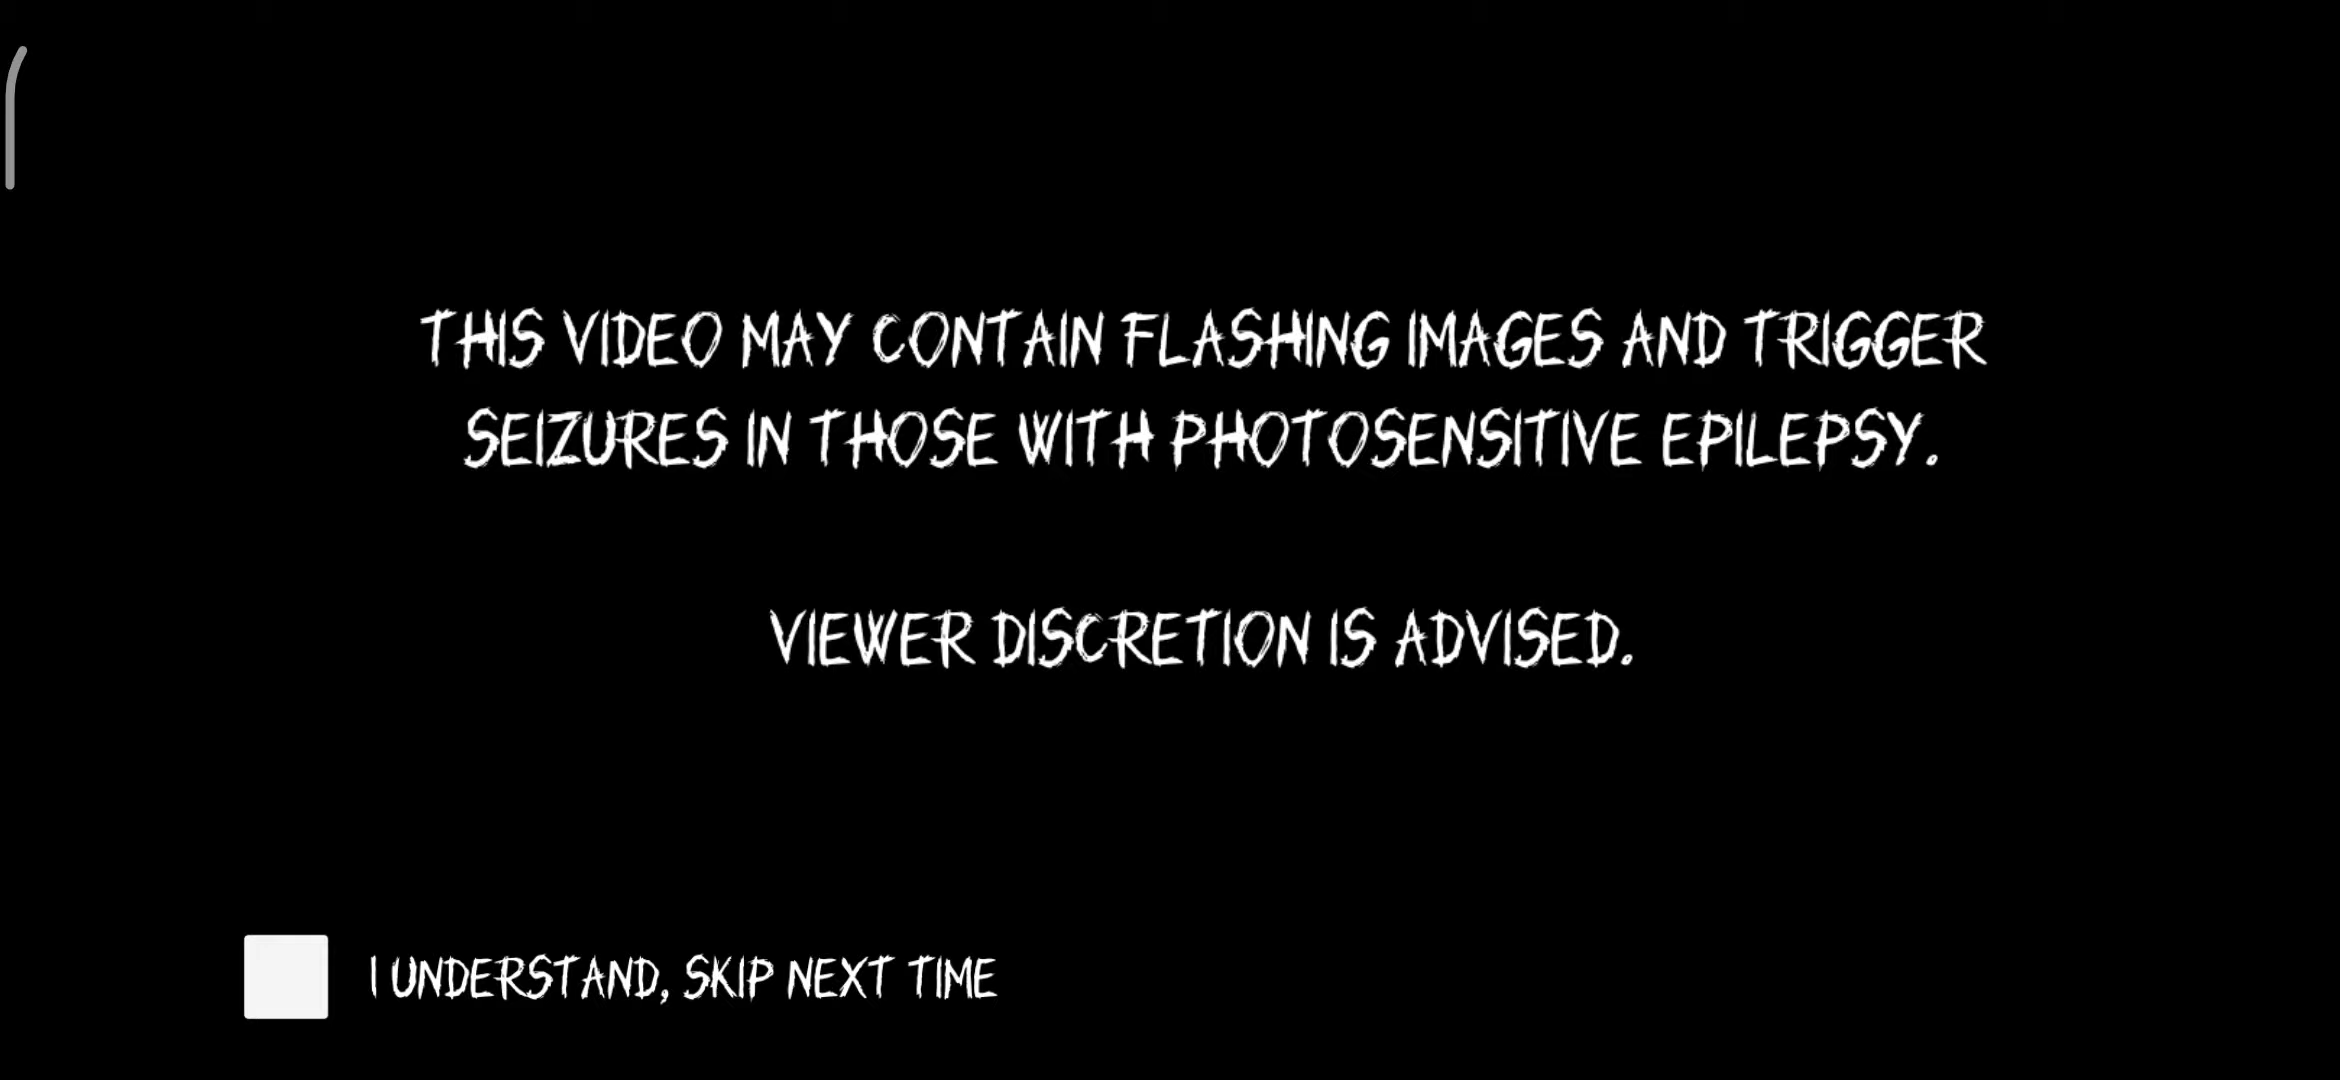 THIS VIDEO MAY CONTAIN FLASHING IMAGES AND TRIGGER
SEIZURES IN THOSE WITH PHOTOSENSITIVE EPILEPSY.
VIEWER DISCRETION IS ADVISED.
I UNDERSTAND, SKIP NEXT TIME